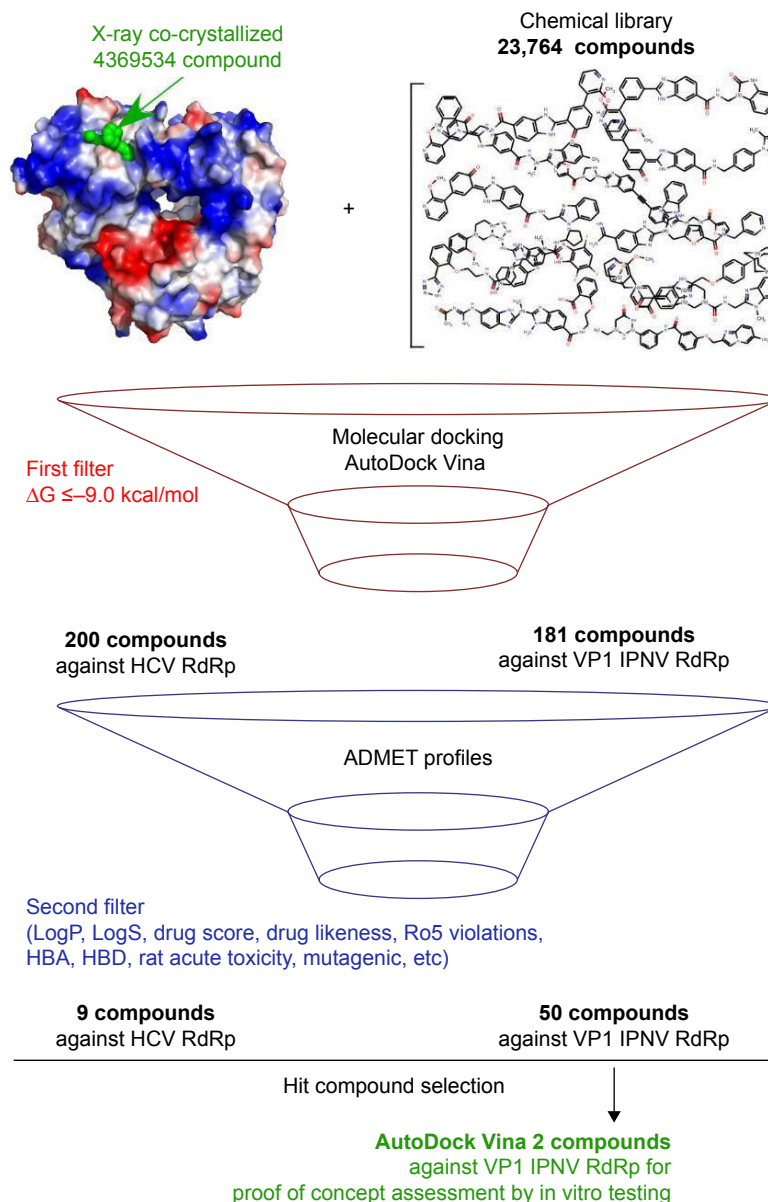 X-ray co-crystallized
4369534 compound
Chemical library
23,764 compounds
+
Molecular docking
AutoDock Vina
First filter
ΔG ≤–9.0 kcal/mol
200 compounds
against HCV RdRp
181 compounds
against VP1 IPNV RdRp
ADMET profiles
Second filter
(LogP, LogS, drug score, drug likeness, Ro5 violations,
HBA, HBD, rat acute toxicity, mutagenic, etc)
9 compounds
against HCV RdRp
50 compounds
against VP1 IPNV RdRp
Hit compound selection
AutoDock Vina 2 compounds
against VP1 IPNV RdRp for
proof of concept assessment by in vitro testing